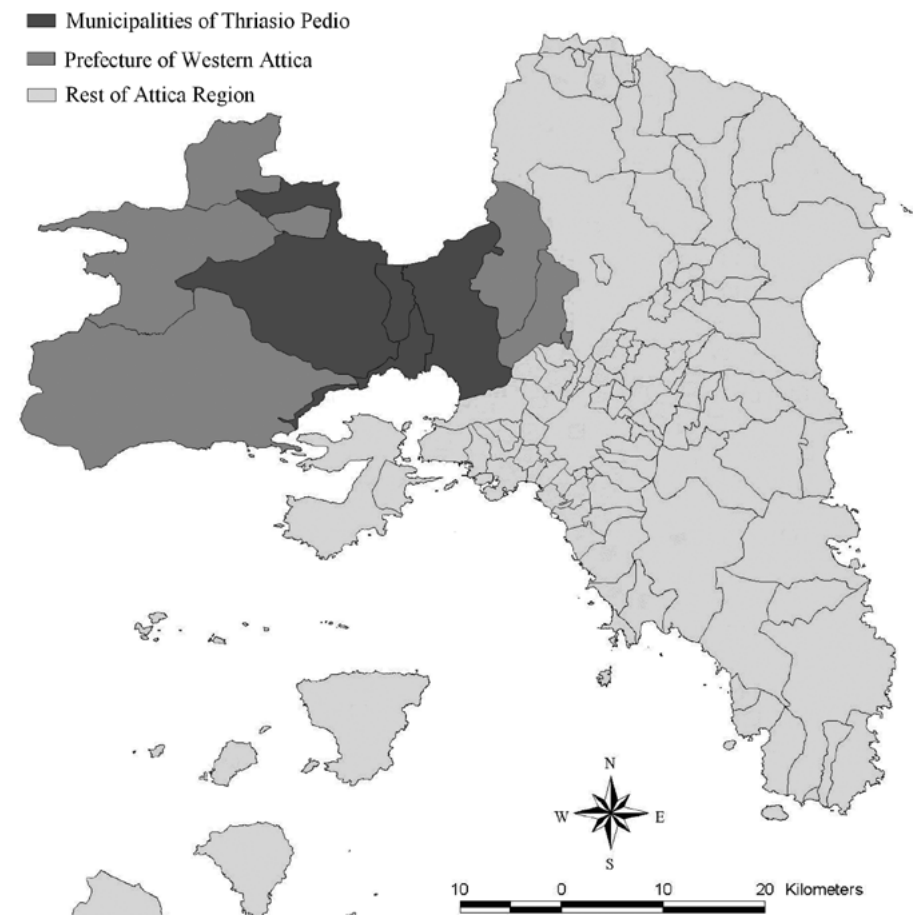 Municipalities of Thriasio Pedio
Prefecture of Western Attica
Rest of Attica Region
N
W E
S
10 0 10 20 Kilometers